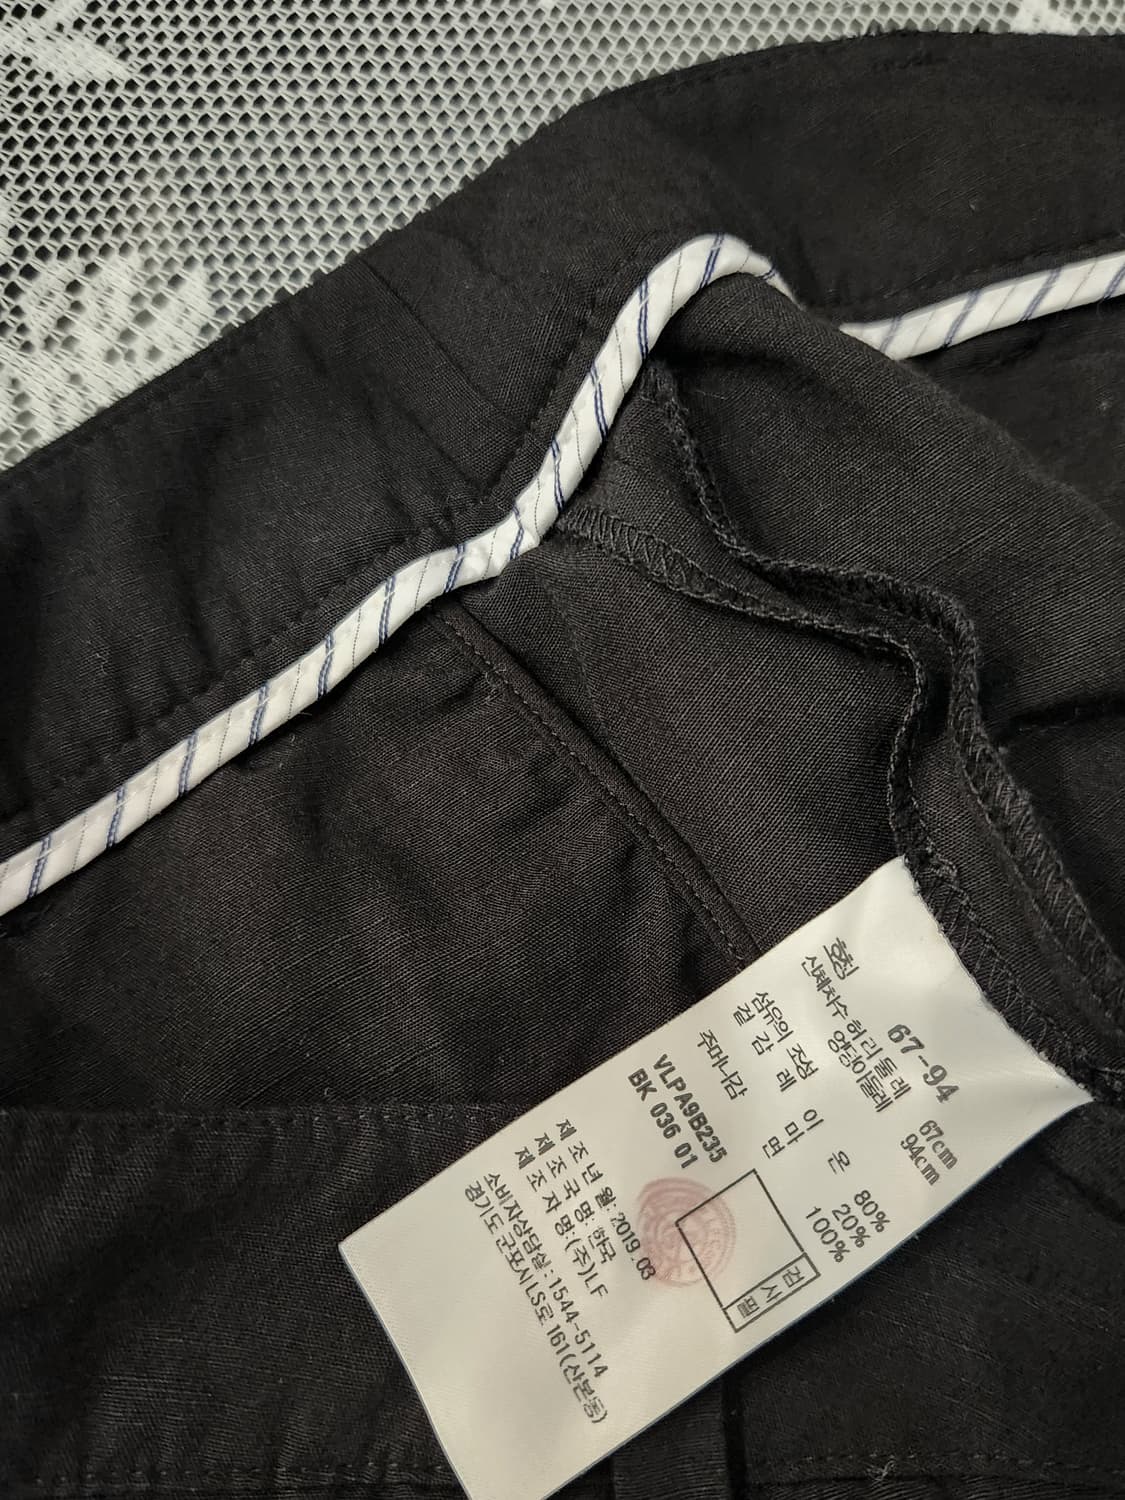 호칭 67-94
신체치수 허리둘레 67cm
엉덩이둘레 94cm
섬유의 조성
겉감 레이온 80%
마 20%
주머니감 면 100%
VLPA9B235
BK 036 01
검사필
제조년월: 2019.03
제조국명: 한국
제조자명: (주)LF
소비자상담실: 1544-5114
경기도 군포시 LS로 161(산본동)